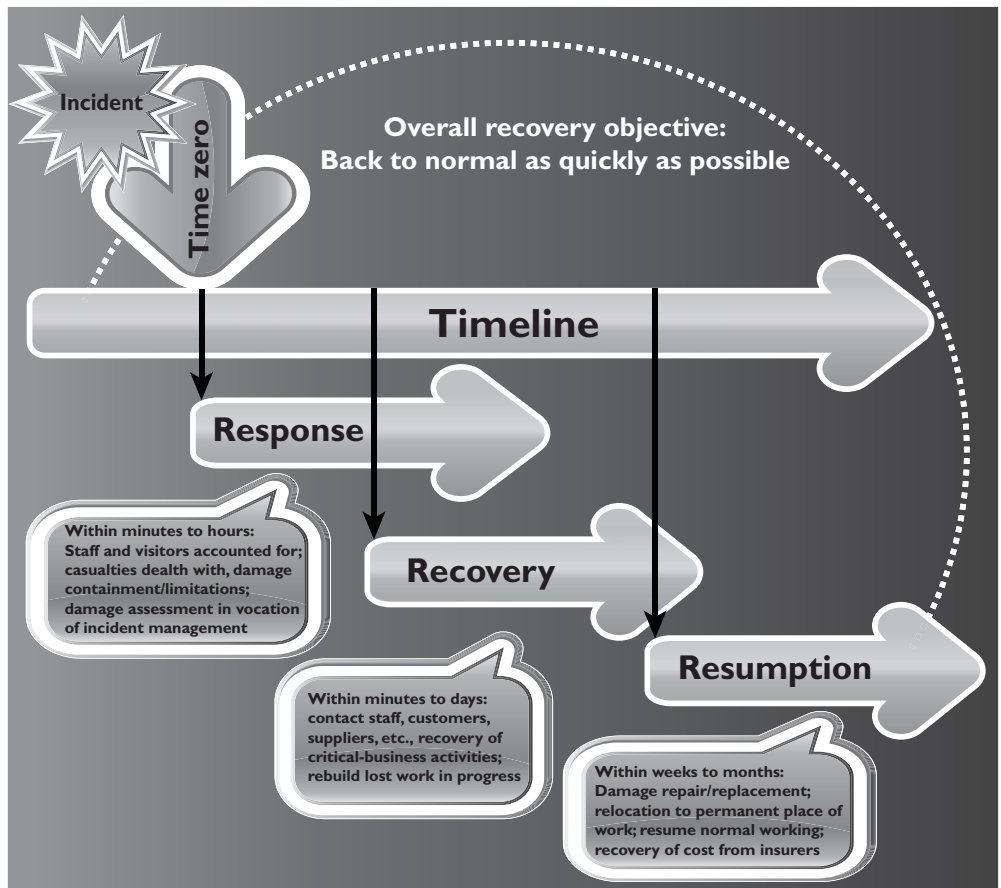 Incident
Time zero
Overall recovery objective:
Back to normal as quickly as possible
Timeline
Response
Within minutes to hours:
Staff and visitors accounted for;
casualties dealth with, damage
containment/limitations;
damage assessment in vocation
of incident management
Recovery
Within minutes to days:
contact staff, customers,
suppliers, etc., recovery of
critical-business activities;
rebuild lost work in progress
Resumption
Within weeks to months:
Damage repair/replacement;
relocation to permanent place of
work; resume normal working;
recovery of cost from insurers